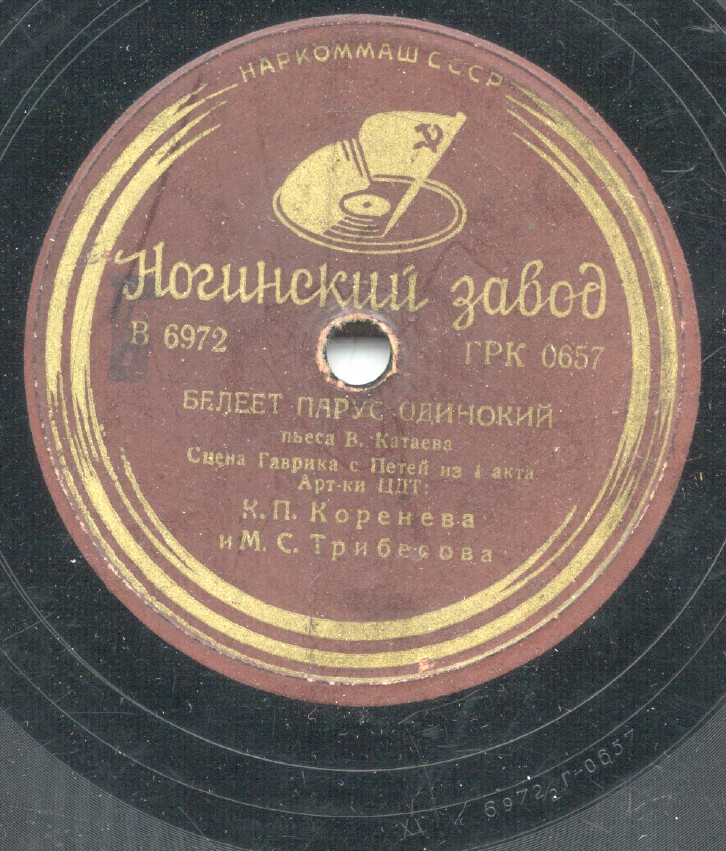 НАРКОММАШ СССР
Ногинский завод
В 6972
ГРК 0657
БЕЛЕЕТ ПАРУС ОДИНОКИЙ
пьеса В. Катаева
Сцена Гаврика с Петей из 1 акта
Арт-ки ЦДТ:
К. П. Коренева
и М. С. Трибесова
6972 Г-0657